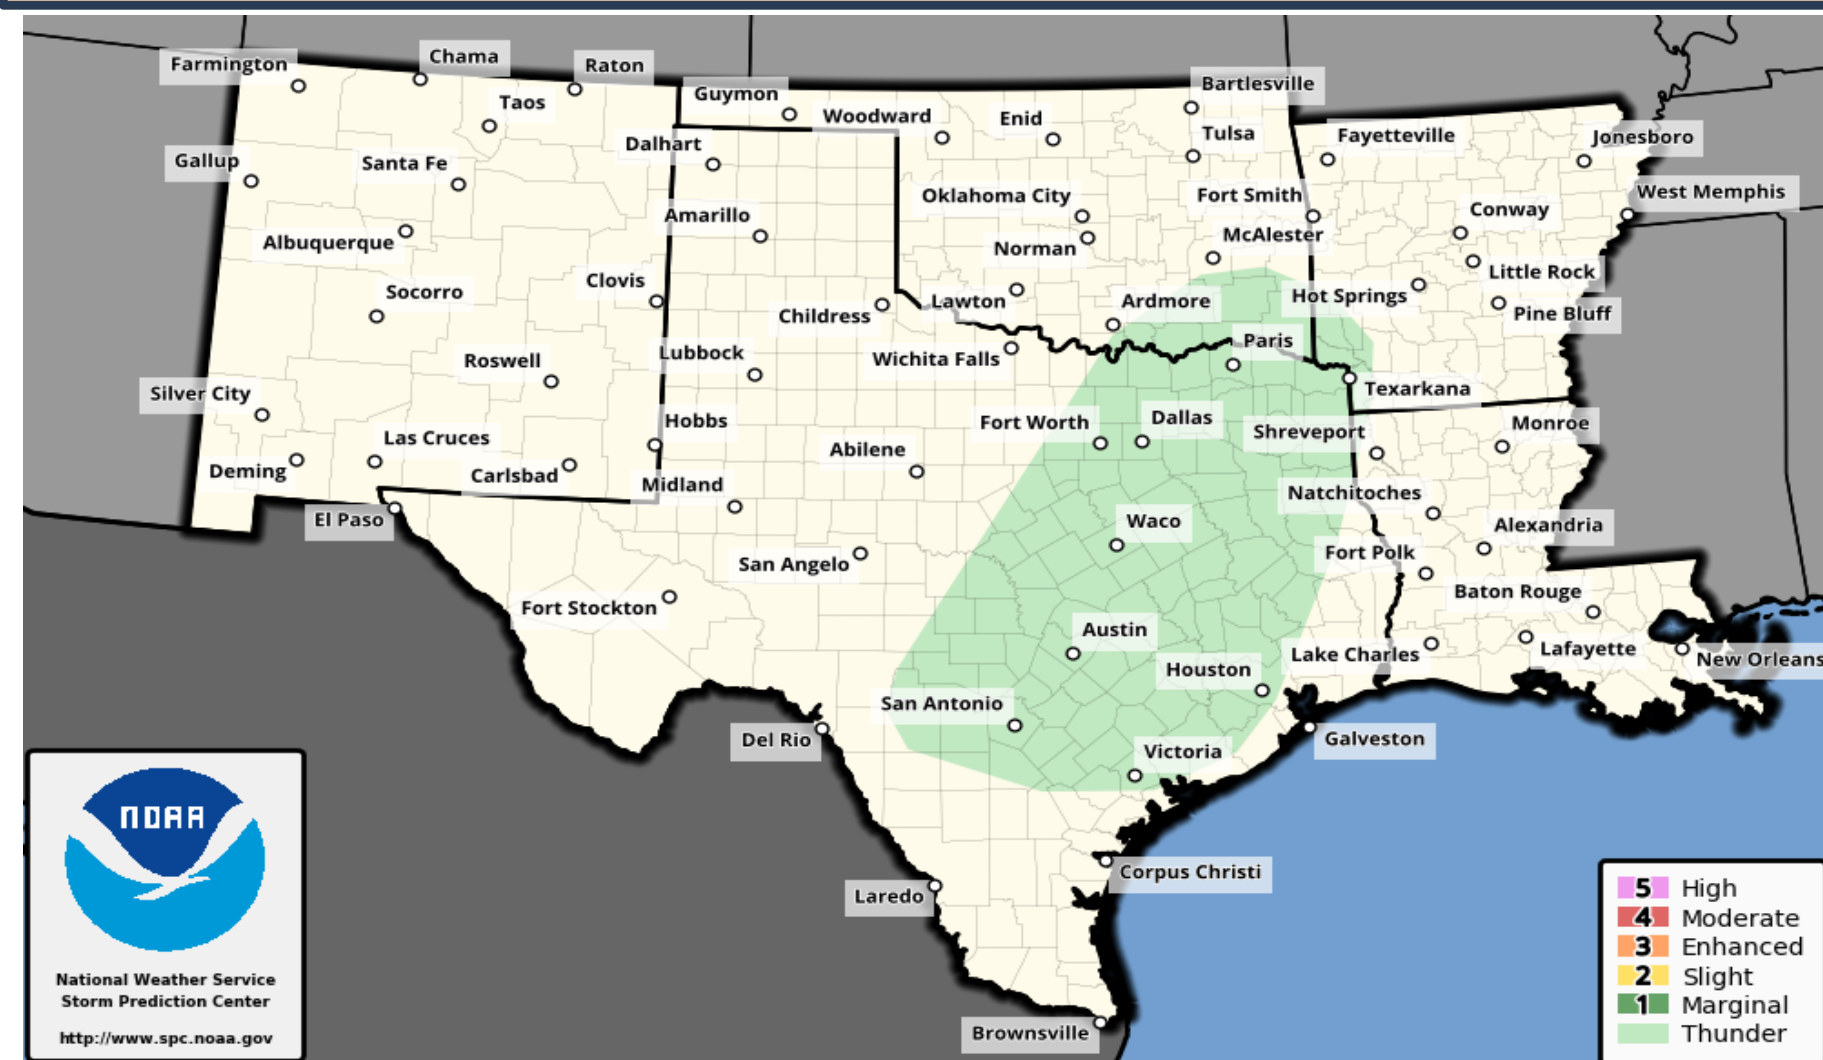 Farmington
Chama
Raton
Taos
Guymon
Woodward
Enid
Bartlesville
Tulsa
Fayetteville
Jonesboro
Gallup
Santa Fe
Dalhart
Oklahoma City
Fort Smith
West Memphis
Conway
Albuquerque
Amarillo
Norman
McAlester
Little Rock
Socorro
Clovis
Childress
Lawton
Ardmore
Hot Springs
Pine Bluff
Roswell
Lubbock
Wichita Falls
Paris
Texarkana
Silver City
Hobbs
Fort Worth
Dallas
Shreveport
Monroe
Las Cruces
Deming
Carlsbad
Midland
Abilene
Natchitoches
El Paso
Waco
Alexandria
San Angelo
Fort Polk
Fort Stockton
Baton Rouge
Austin
Houston
Lake Charles
Lafayette
New Orleans
San Antonio
Del Rio
Victoria
Galveston
Laredo
Corpus Christi
Brownsville
NOAA
National Weather Service
Storm Prediction Center
http://www.spc.noaa.gov
5 High
4 Moderate
3 Enhanced
2 Slight
1 Marginal
Thunder